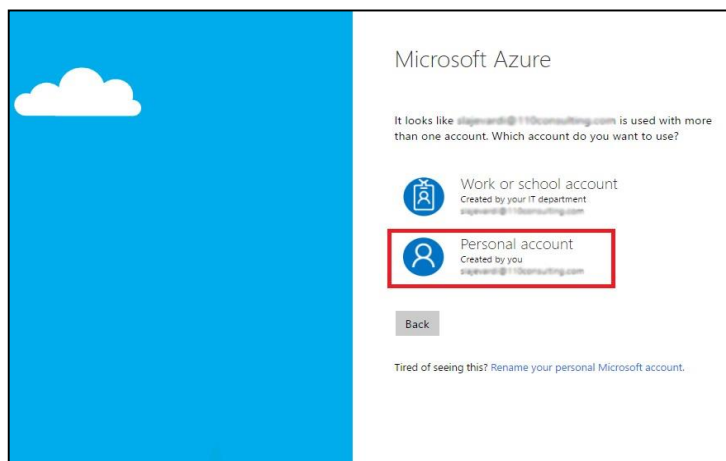 Microsoft Azure
It looks like is used with more
than one account. Which account do you want to use?
Work or school account
Created by your IT department
Personal account
Created by you
Back
Tired of seeing this? Rename your personal Microsoft account.